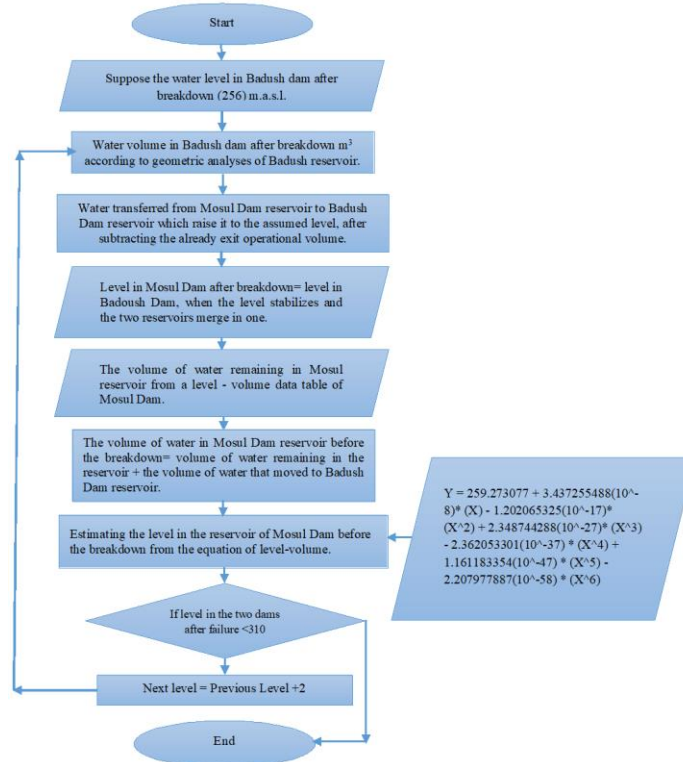 Start
Suppose the water level in Badush dam after
breakdown (256) m.a.s.l.
Water volume in Badush dam after breakdown m³
according to geometric analyses of Badush reservoir.
Water transferred from Mosul Dam reservoir to Badush
Dam reservoir which raise it to the assumed level, after
subtracting the already exit operational volume.
Level in Mosul Dam after breakdown= level in
Badoush Dam, when the level stabilizes and
the two reservoirs merge in one.
The volume of water remaining in Mosul
reservoir from a level - volume data table of
Mosul Dam.
The volume of water in Mosul Dam reservoir before
the breakdown= volume of water remaining in the
reservoir + the volume of water that moved to Badush
Dam reservoir.
Estimating the level in the reservoir of Mosul Dam before
the breakdown from the equation of level-volume.
Y = 259.273077 + 3.437255488(10^-
8)* (X) - 1.202065325(10^-17)*
(X^2) + 2.348744288(10^-27)* (X^3)
- 2.362053301(10^-37) * (X^4) +
1.161183354(10^-47) * (X^5) -
2.207977887(10^-58) * (X^6)
If level in the two dams
after failure <310
Next level = Previous Level +2
End